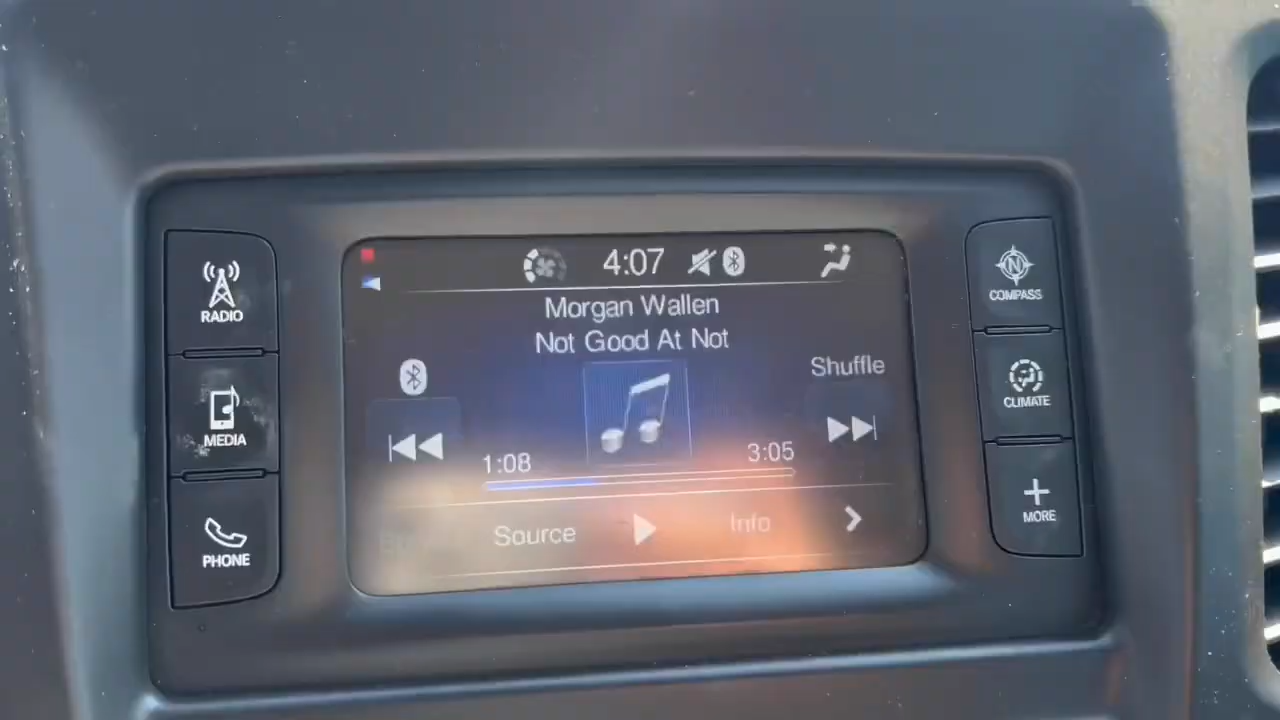 4:07
Morgan Wallen
Not Good At Not
Shuffle
1:08
3:05
Source
Info
RADIO
MEDIA
PHONE
N
COMPASS
CLIMATE
MORE